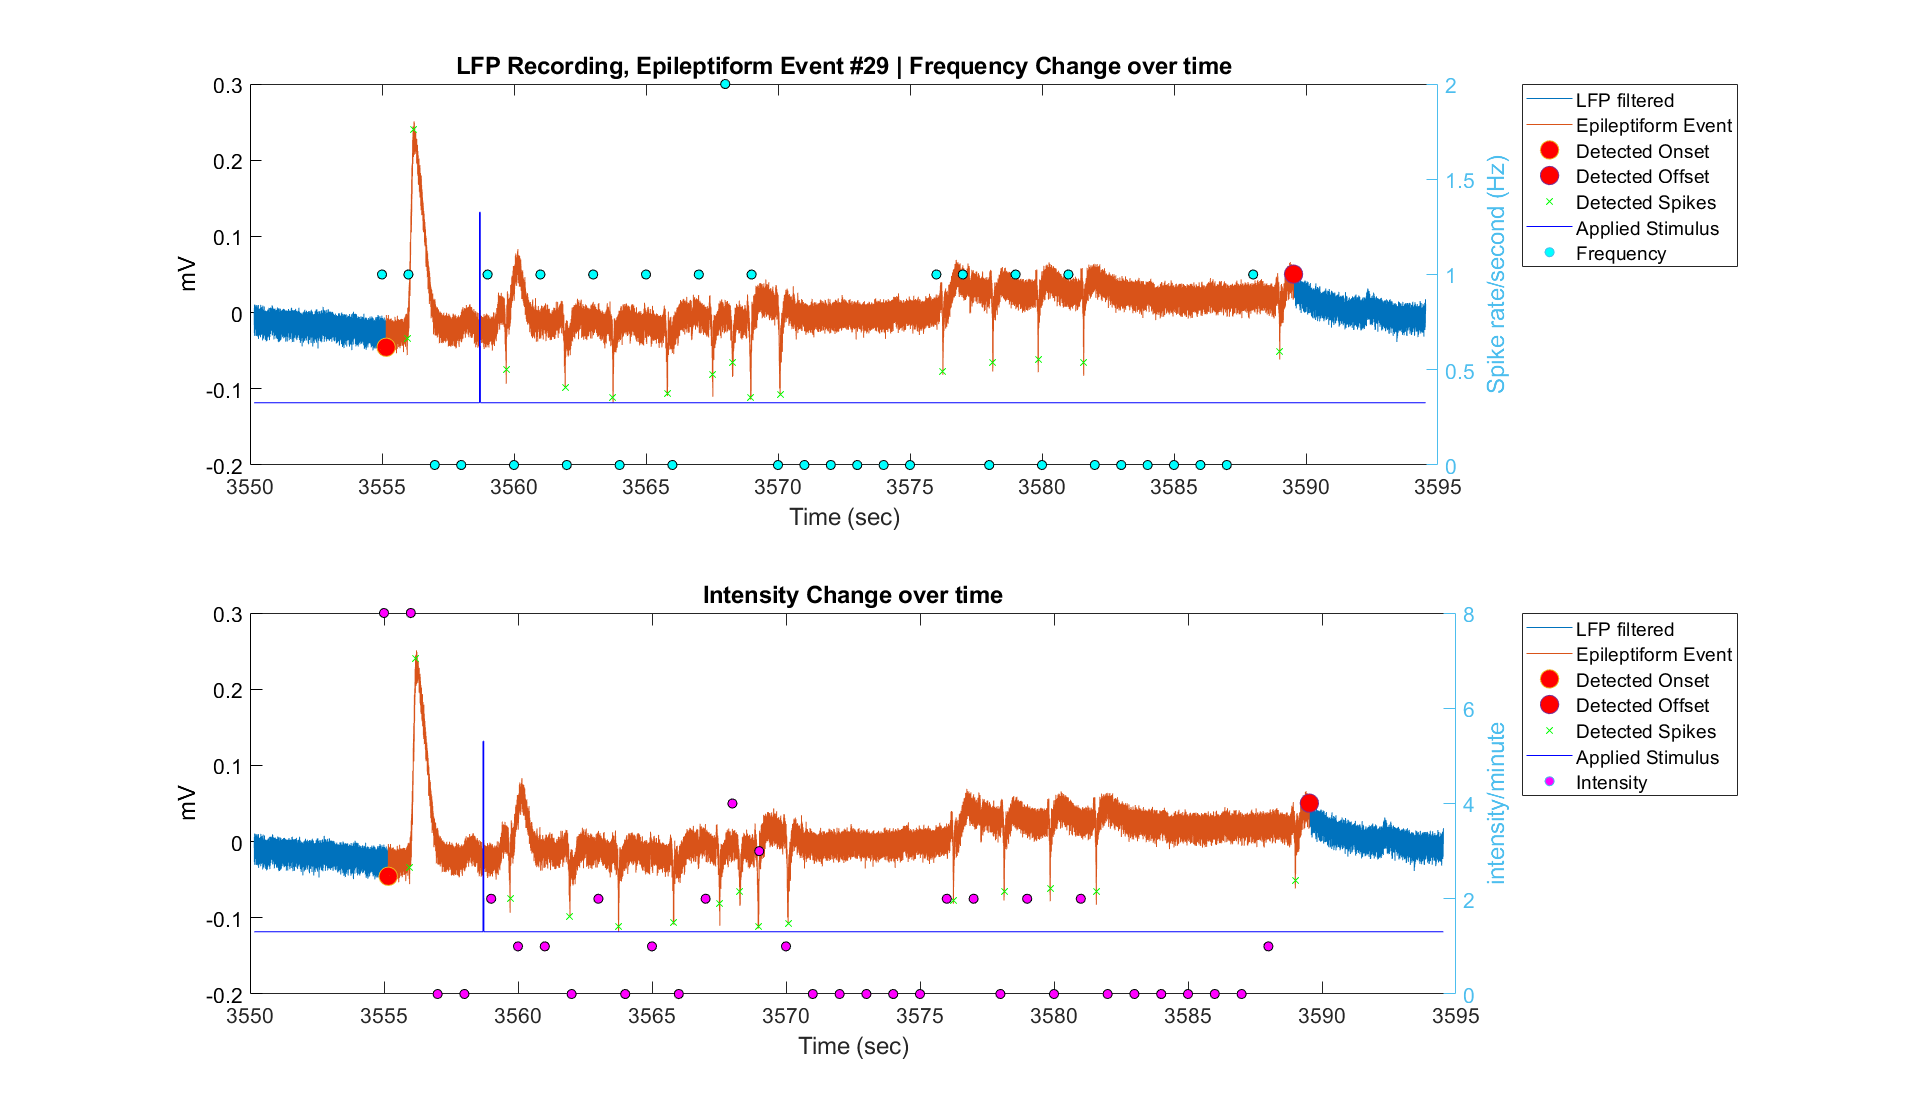 LFP Recording, Epileptiform Event #29 | Frequency Change over time
0.3
0.2
0.1
0
-0.1
-0.2
mV
2
1.5
1
0.5
0
Spike rate/second (Hz)
3550 3555 3560 3565 3570 3575 3580 3585 3590 3595
Time (sec)
LFP filtered
Epileptiform Event
Detected Onset
Detected Offset
Detected Spikes
Applied Stimulus
Frequency
Intensity Change over time
0.3
0.2
0.1
0
-0.1
-0.2
mV
8
6
4
2
0
intensity/minute
3550 3555 3560 3565 3570 3575 3580 3585 3590 3595
Time (sec)
LFP filtered
Epileptiform Event
Detected Onset
Detected Offset
Detected Spikes
Applied Stimulus
Intensity